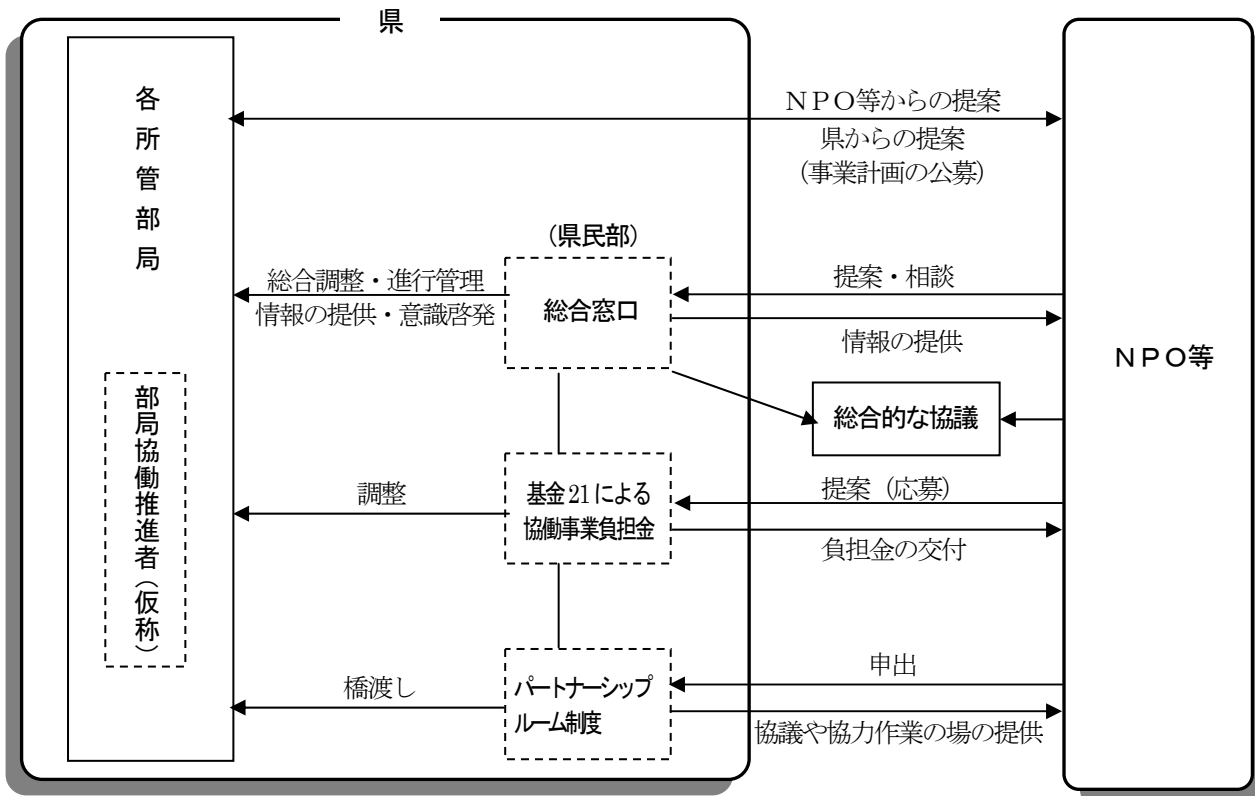 県
各所管部局
ＮＰＯ等からの提案
県からの提案
（事業計画の公募）
（県民部）
総合調整・進行管理
情報の提供・意識啓発
総合窓口
提案・相談
情報の提供
ＮＰＯ等
総合的な協議
部局協働推進者（仮称）
調整
基金21による
協働事業負担金
提案（応募）
負担金の交付
橋渡し
パートナーシップ
ルーム制度
申出
協議や協力作業の場の提供